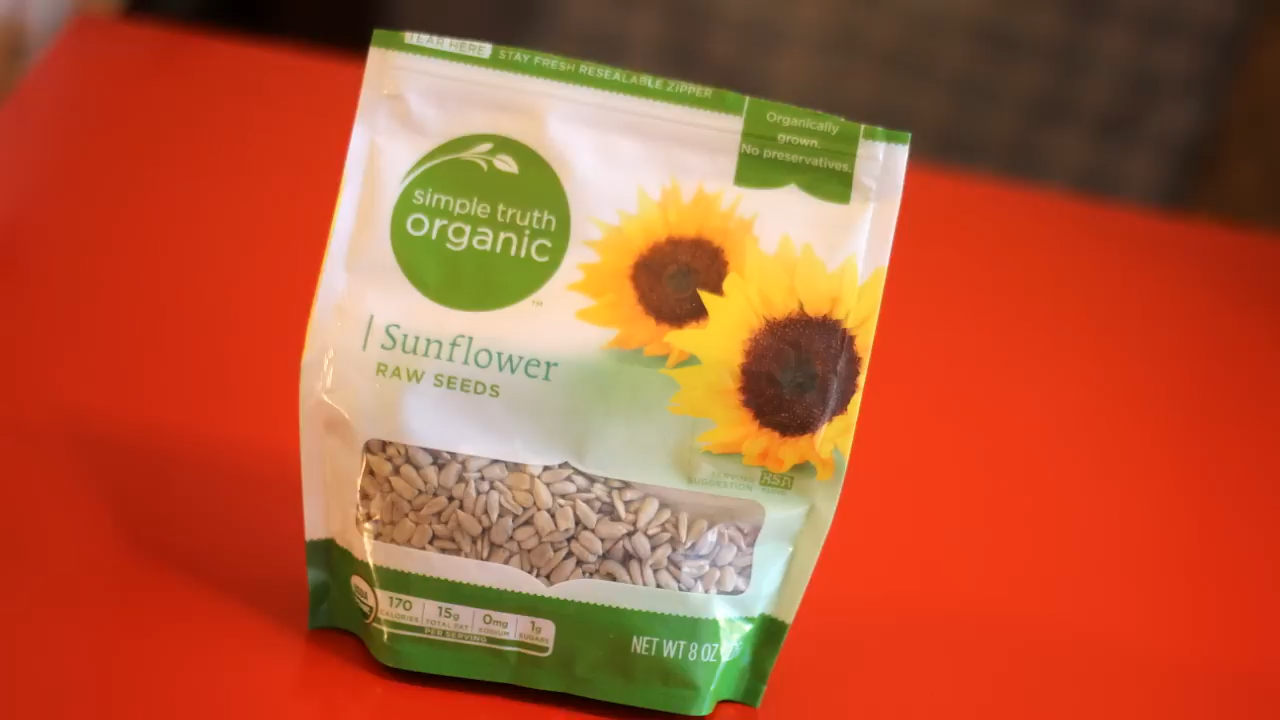 TEAR HERE STAY FRESH RESEALABLE ZIPPER
Organically
grown.
No preservatives.
simple truth
organic
TM
Sunflower
RAW SEEDS
SERVING
SUGGESTION
170
CALORIES
15g
TOTAL FAT
0mg
SODIUM
1g
SUGARS
PER SERVING
NET WT 8 OZ